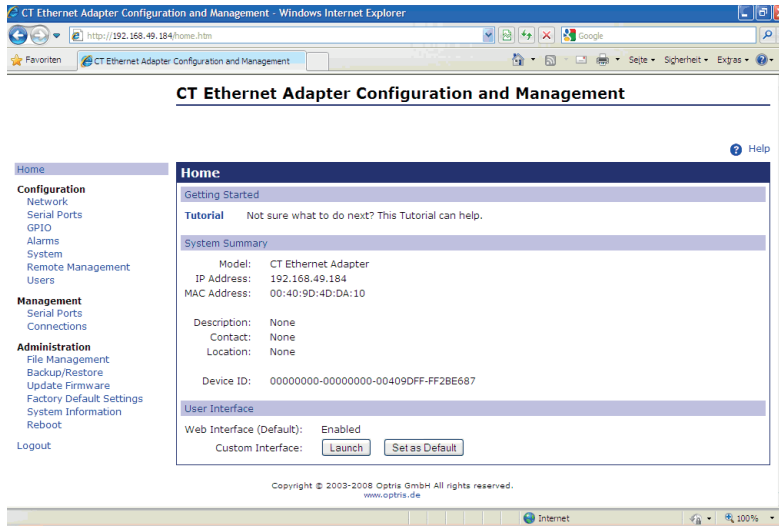 CT Ethernet Adapter Configuration and Management - Windows Internet Explorer
http://192.168.49.184/home.htm
Google
Favoriten
CT Ethernet Adapter Configuration and Management
Seite
Sicherheit
Extras
CT Ethernet Adapter Configuration and Management
Help
Home
Configuration
Network
Serial Ports
GPIO
Alarms
System
Remote Management
Users
Management
Serial Ports
Connections
Administration
File Management
Backup/Restore
Update Firmware
Factory Default Settings
System Information
Reboot
Logout
Home
Getting Started
Tutorial Not sure what to do next? This Tutorial can help.
System Summary
Model: CT Ethernet Adapter
IP Address: 192.168.49.184
MAC Address: 00:40:9D:4D:DA:10
Description: None
Contact: None
Location: None
Device ID: 00000000-00000000-00409DFF-FF2BE687
User Interface
Web Interface (Default): Enabled
Custom Interface: Launch Set as Default
Copyright © 2003-2008 Optris GmbH All rights reserved.
www.optris.de
Internet
100%